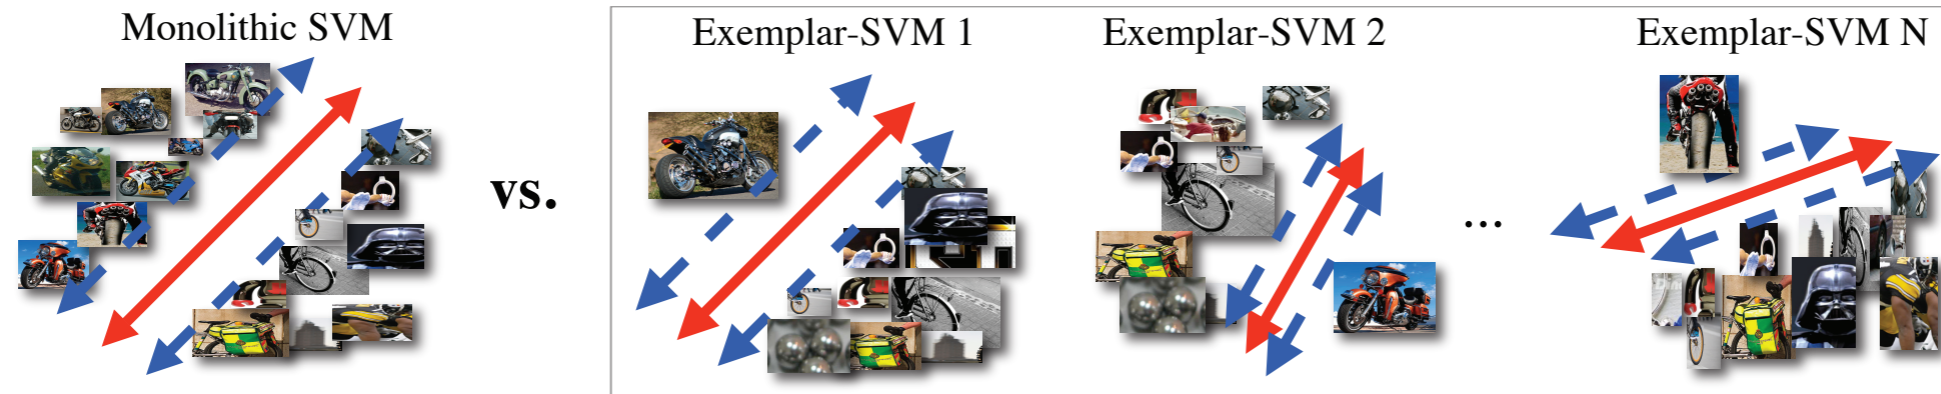 Monolithic SVM
vs.
Exemplar-SVM 1
Exemplar-SVM 2
...
Exemplar-SVM N